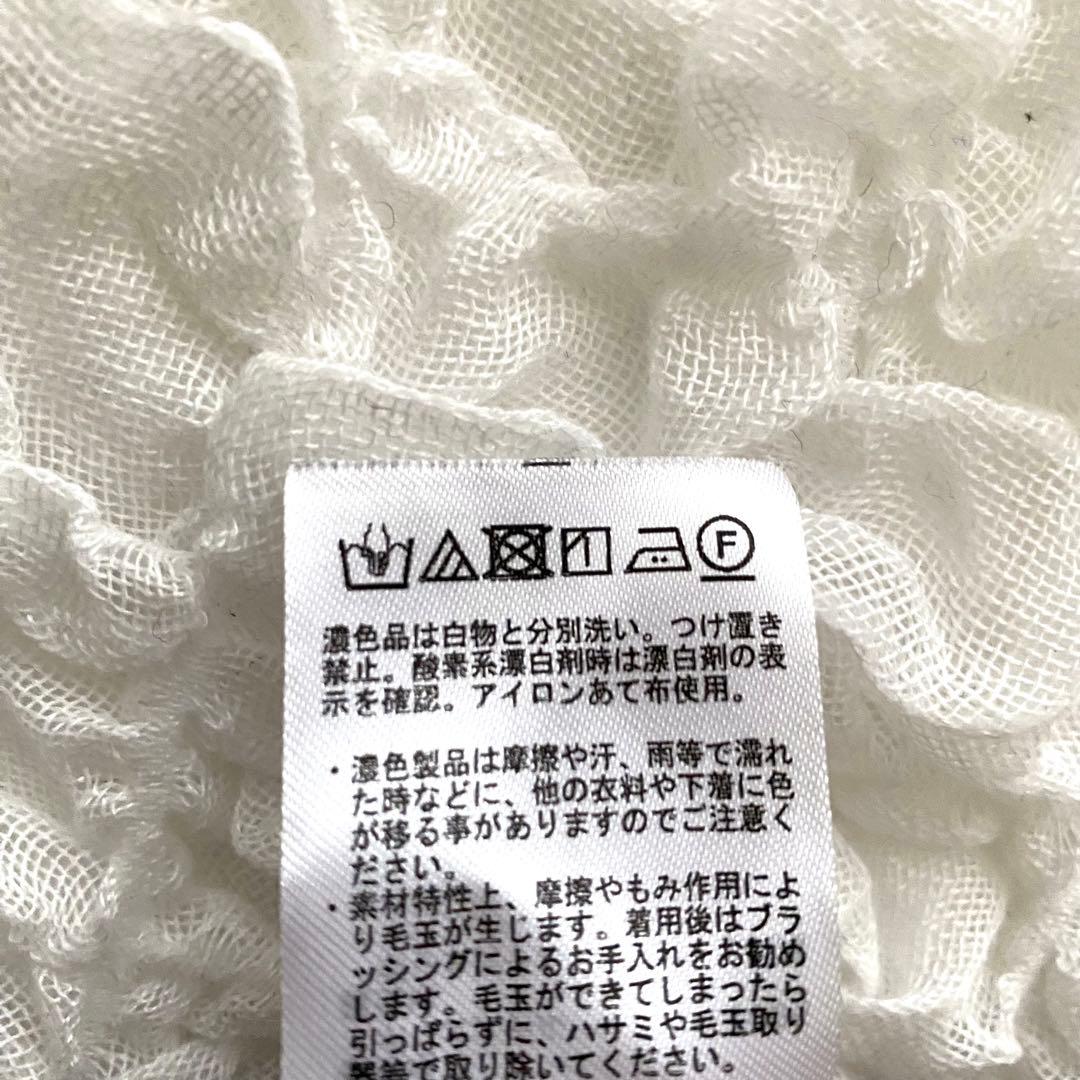 F
濃色品は白物と分別洗い。つけ置き
禁止。酸素系漂白剤時は漂白剤の表
示を確認。アイロンあて布使用。
・濃色製品は摩擦や汗、雨等で濡れ
た時などに、他の衣料や下着に色
が移る事がありますのでご注意く
ださい。
・素材特性上、摩擦やもみ作用によ
り毛玉が生じます。着用後はブラ
ッシングによるお手入れをお勧め
します。毛玉ができてしまったら
引っぱらずに、ハサミや毛玉取り
器等で取り除いてください。